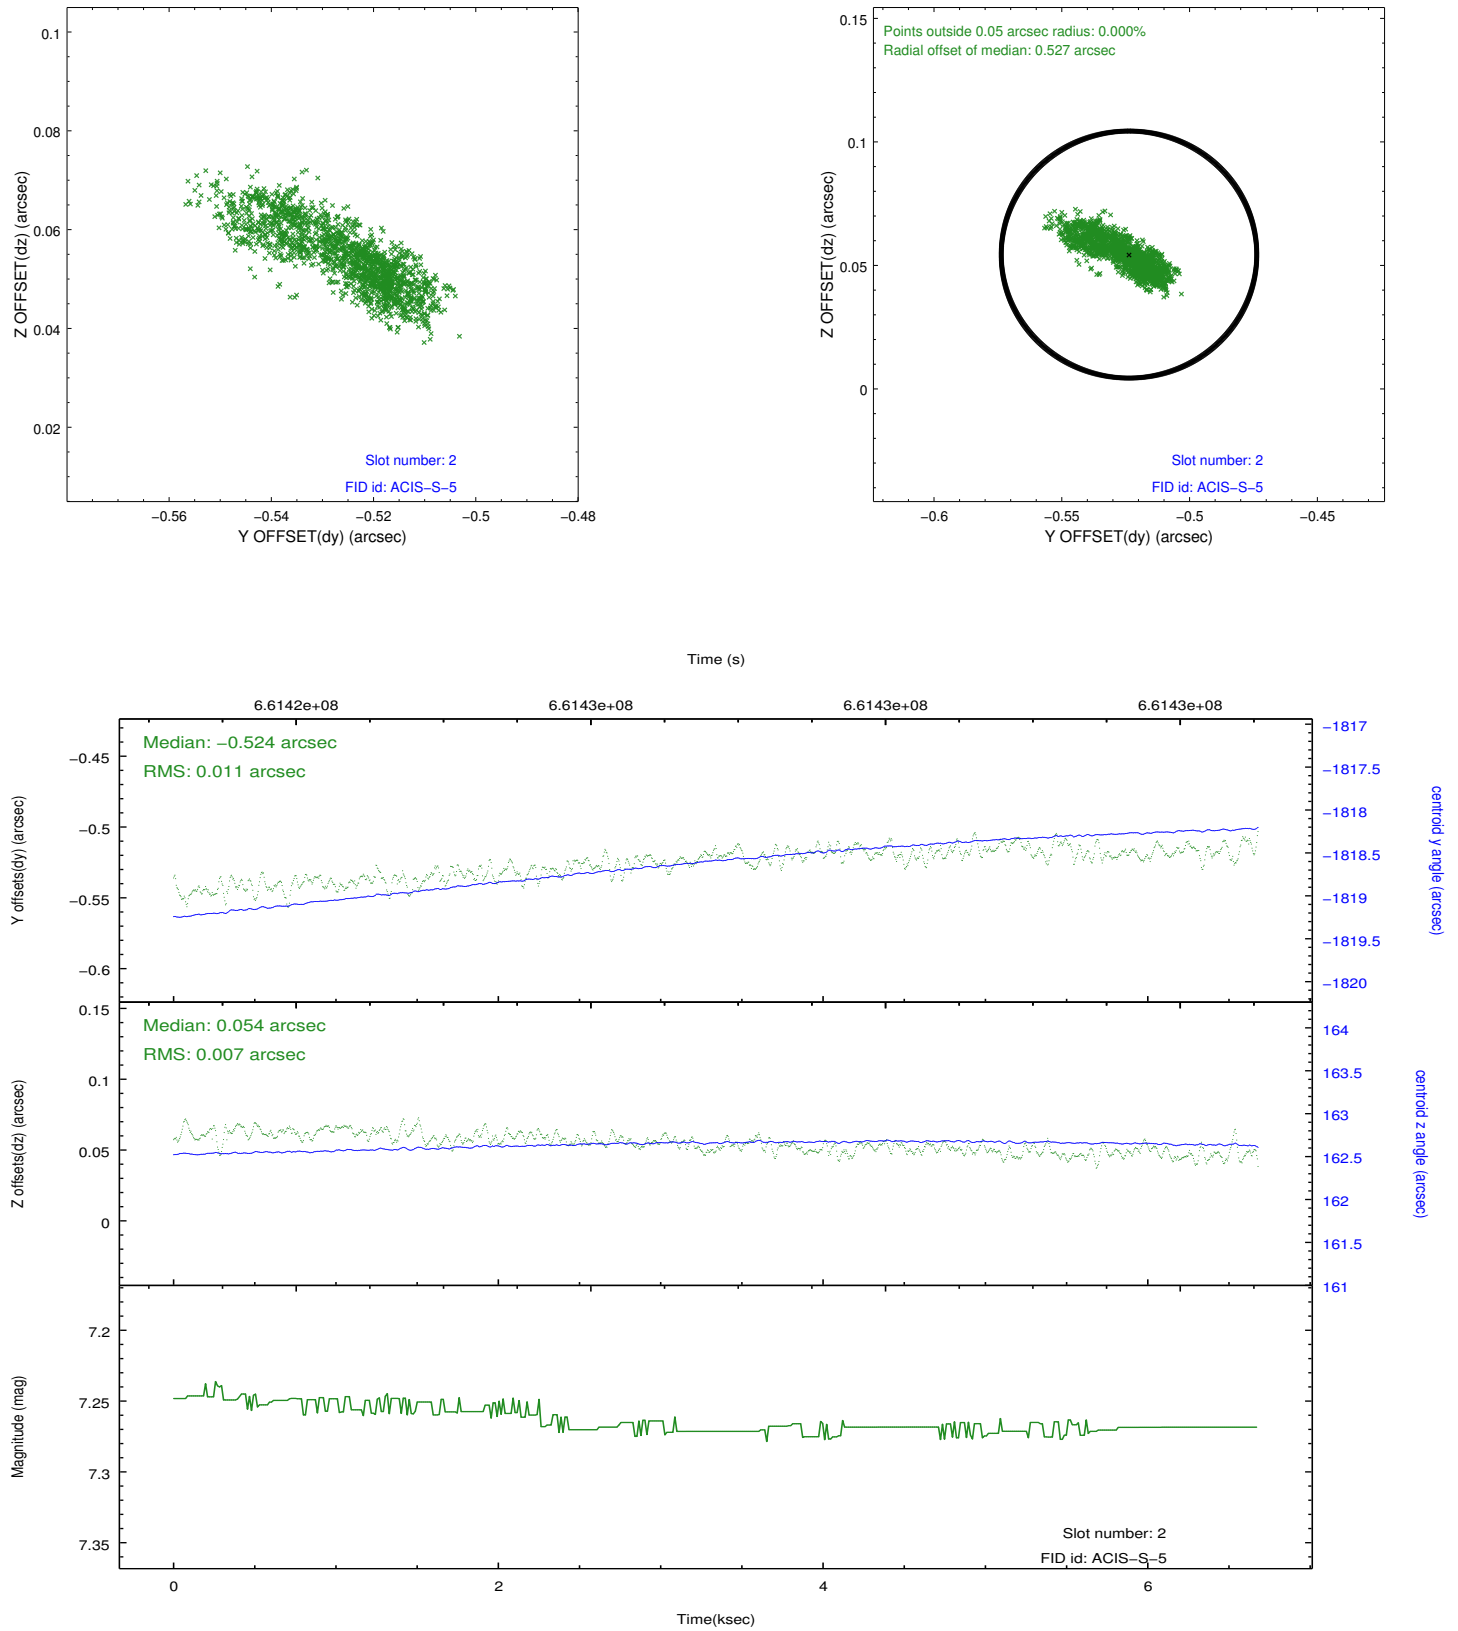 0.1
0.08
0.06
0.04
0.02
Z OFFSET(dz) (arcsec)
Slot number: 2
FID id: ACIS−S−5
−0.56
−0.54
−0.52
−0.5
−0.48
Y OFFSET(dy) (arcsec)
0.15
0.1
0.05
0
Z OFFSET(dz) (arcsec)
Points outside 0.05 arcsec radius: 0.000%
Radial offset of median: 0.527 arcsec
Slot number: 2
FID id: ACIS−S−5
−0.6
−0.55
−0.5
−0.45
Y OFFSET(dy) (arcsec)
Time (s)
6.6142e+08
6.6143e+08
6.6143e+08
6.6143e+08
Median: −0.524 arcsec
RMS: 0.011 arcsec
−0.45
−0.5
−0.55
−0.6
Y offsets(dy) (arcsec)
−1817
−1817.5
−1818
−1818.5
−1819
−1819.5
−1820
centroid y angle (arcsec)
Median: 0.054 arcsec
RMS: 0.007 arcsec
0.15
0.1
0.05
0
Z offsets(dz) (arcsec)
164
163.5
163
162.5
162
161.5
161
centroid z angle (arcsec)
7.2
7.25
7.3
7.35
Magnitude (mag)
Slot number: 2
FID id: ACIS−S−5
0
2
4
6
Time(ksec)